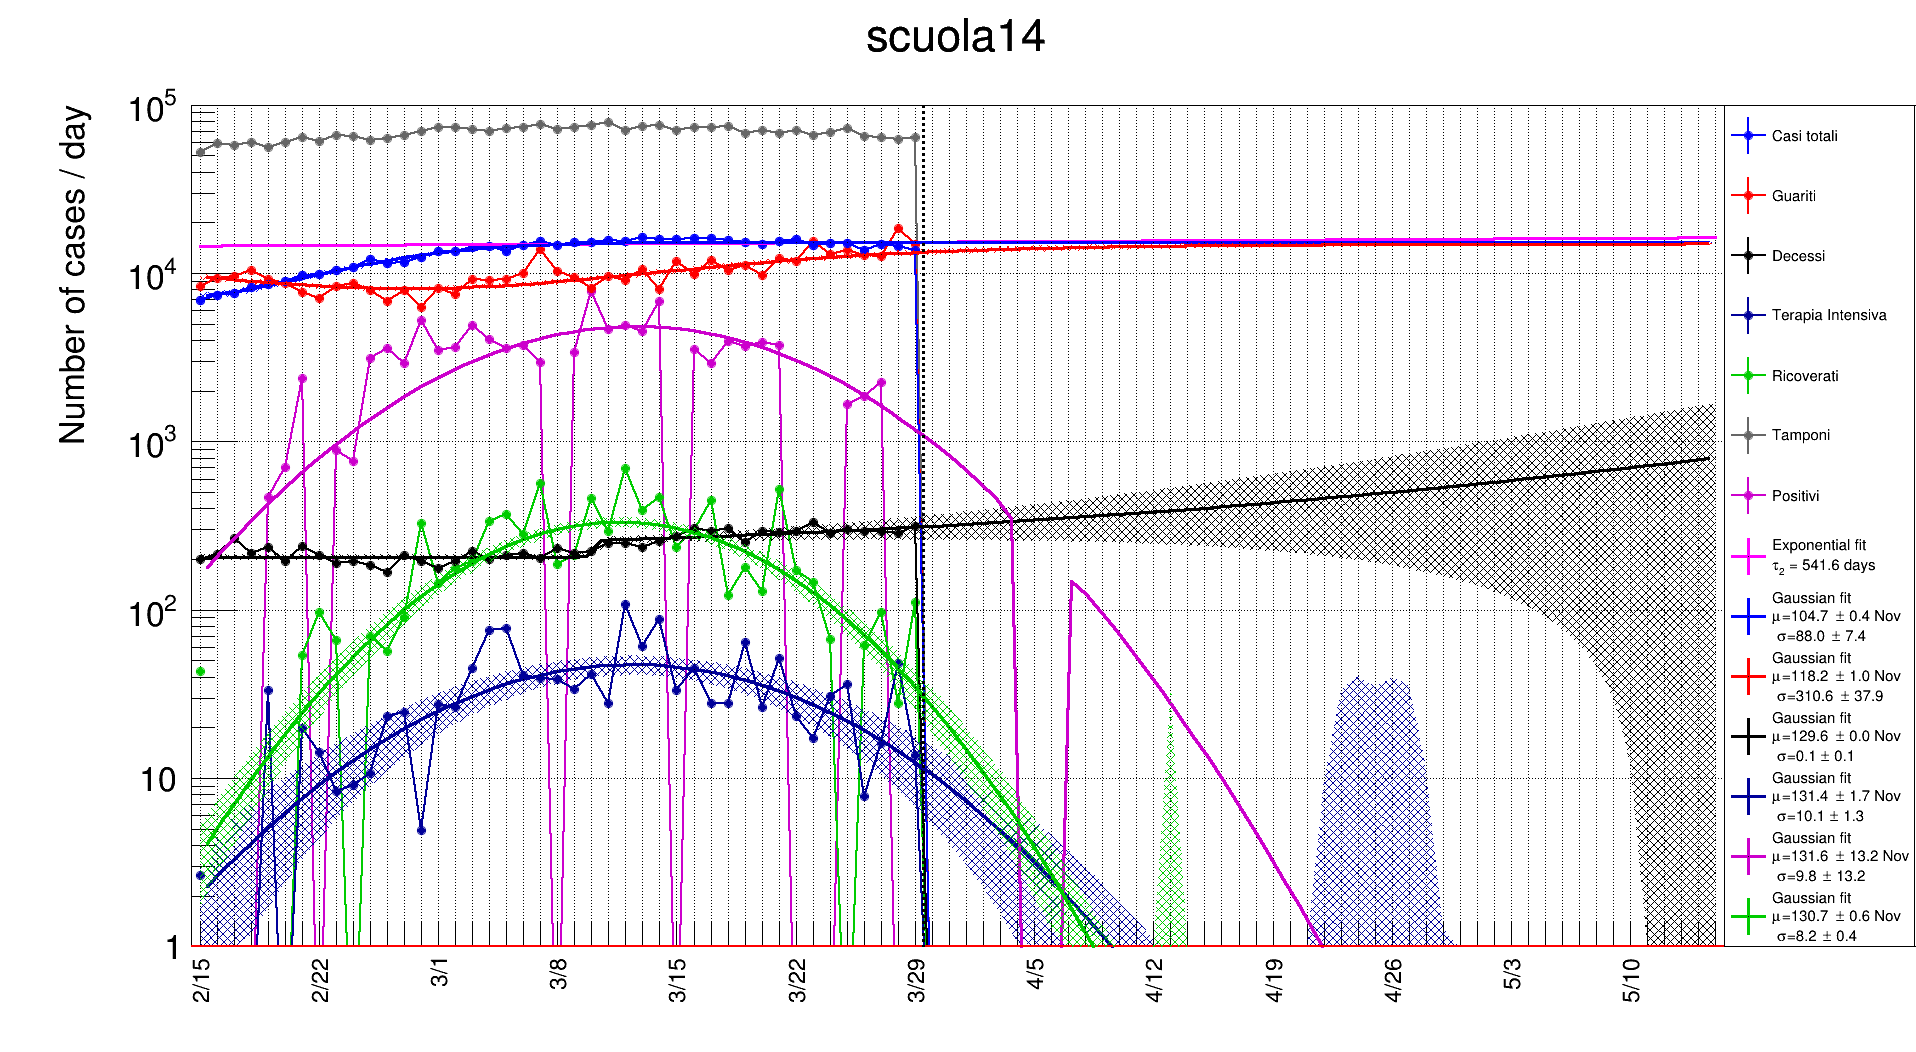 scuola14
Number of cases / day
10^5
10^4
10^3
10^2
10
1
2/15
2/22
3/1
3/8
3/15
3/22
3/29
4/5
4/12
4/19
4/26
5/3
5/10
Casi totali
Guariti
Decessi
Terapia Intensiva
Ricoverati
Tamponi
Positivi
Exponential fit
τ₂ = 541.6 days
Gaussian fit
μ=104.7 ± 0.4 Nov
σ=88.0 ± 7.4
Gaussian fit
μ=118.2 ± 1.0 Nov
σ=310.6 ± 37.9
Gaussian fit
μ=129.6 ± 0.0 Nov
σ=0.1 ± 0.1
Gaussian fit
μ=131.4 ± 1.7 Nov
σ=10.1 ± 1.3
Gaussian fit
μ=131.6 ± 13.2 Nov
σ=9.8 ± 13.2
Gaussian fit
μ=130.7 ± 0.6 Nov
σ=8.2 ± 0.4